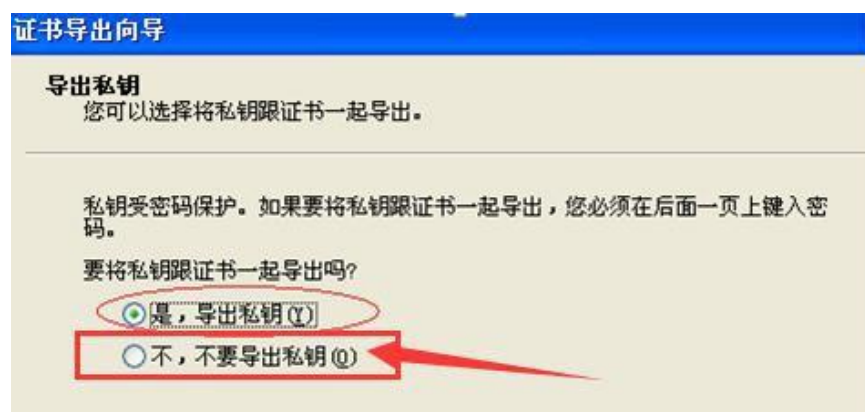 证书导出向导
导出私钥
您可以选择将私钥跟证书一起导出。
私钥受密码保护。如果要将私钥跟证书一起导出，您必须在后面一页上键入密
码。
要将私钥跟证书一起导出吗?
是，导出私钥(Y)
不，不要导出私钥(O)